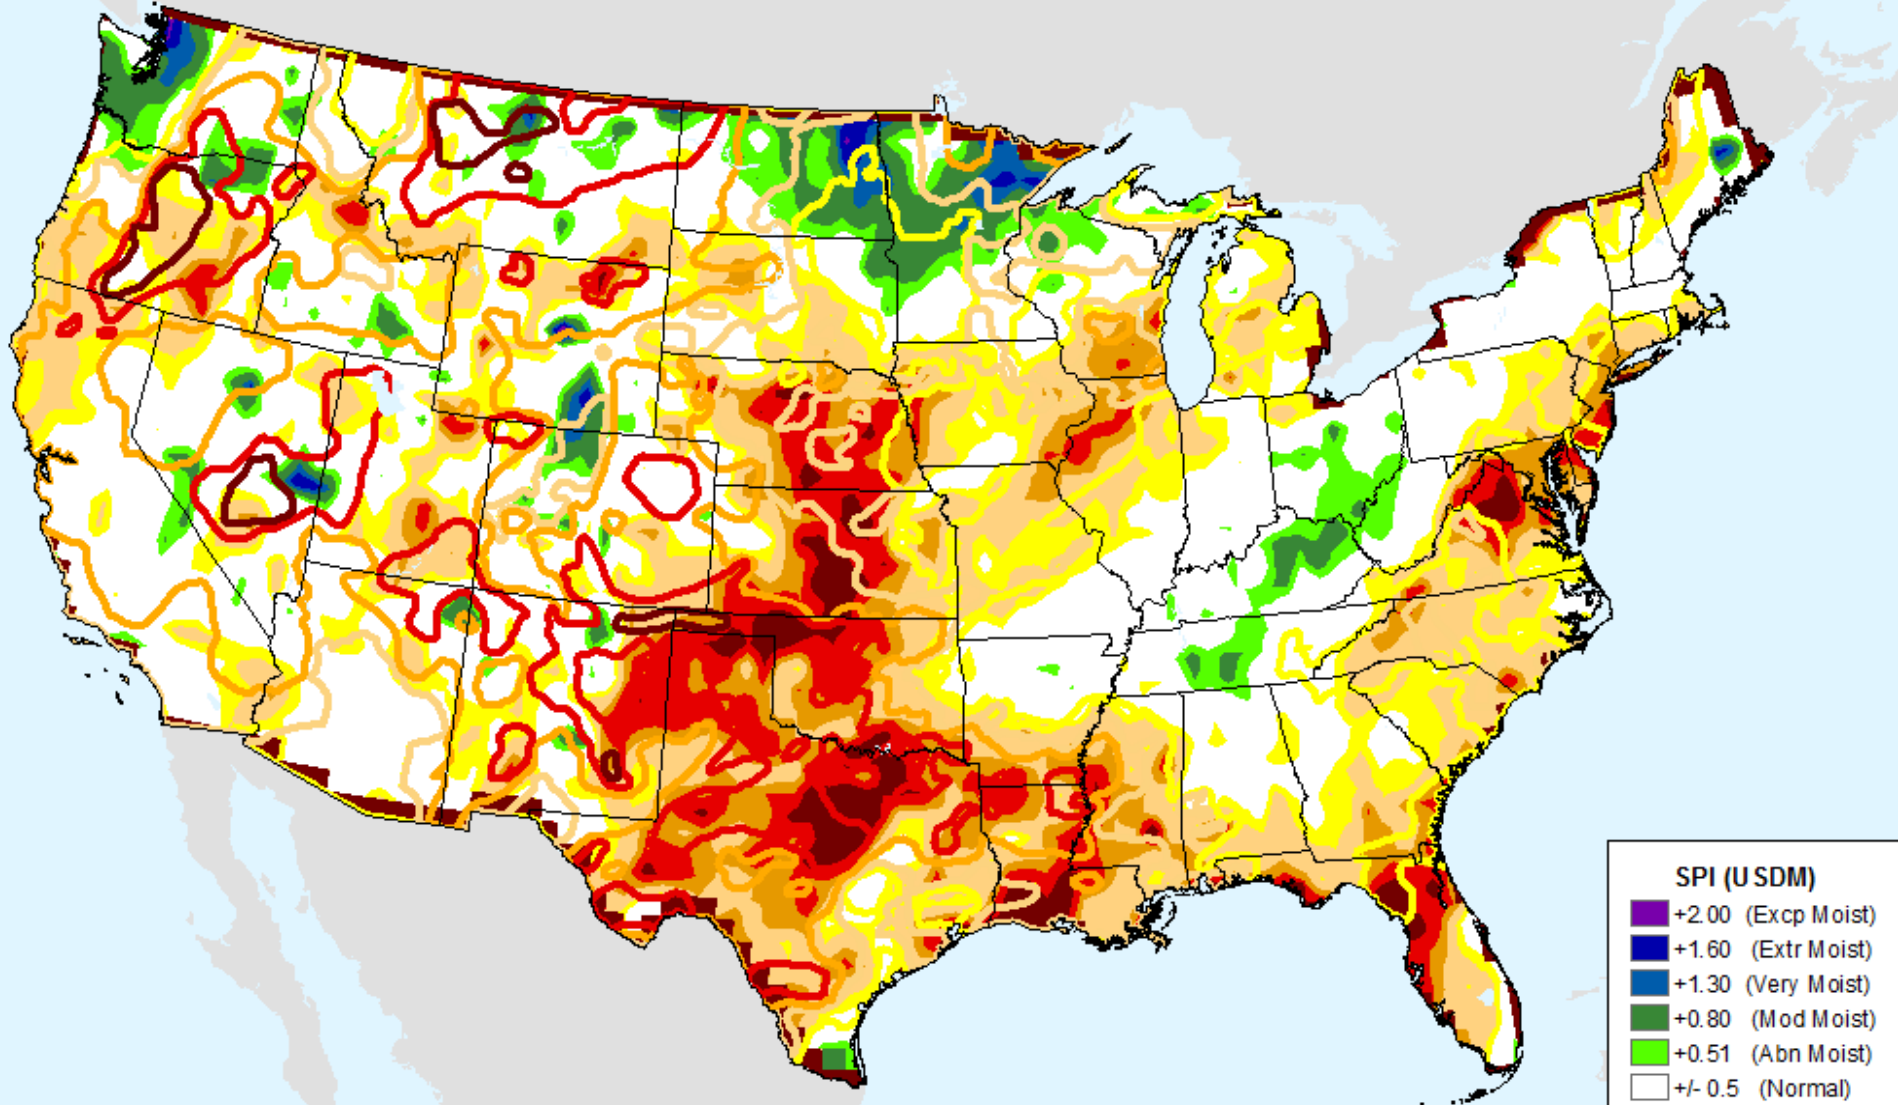 SPI (USDM)
+2.00 (Excp Moist)
+1.60 (Extr Moist)
+1.30 (Very Moist)
+0.80 (Mod Moist)
+0.51 (Abn Moist)
+/- 0.5 (Normal)